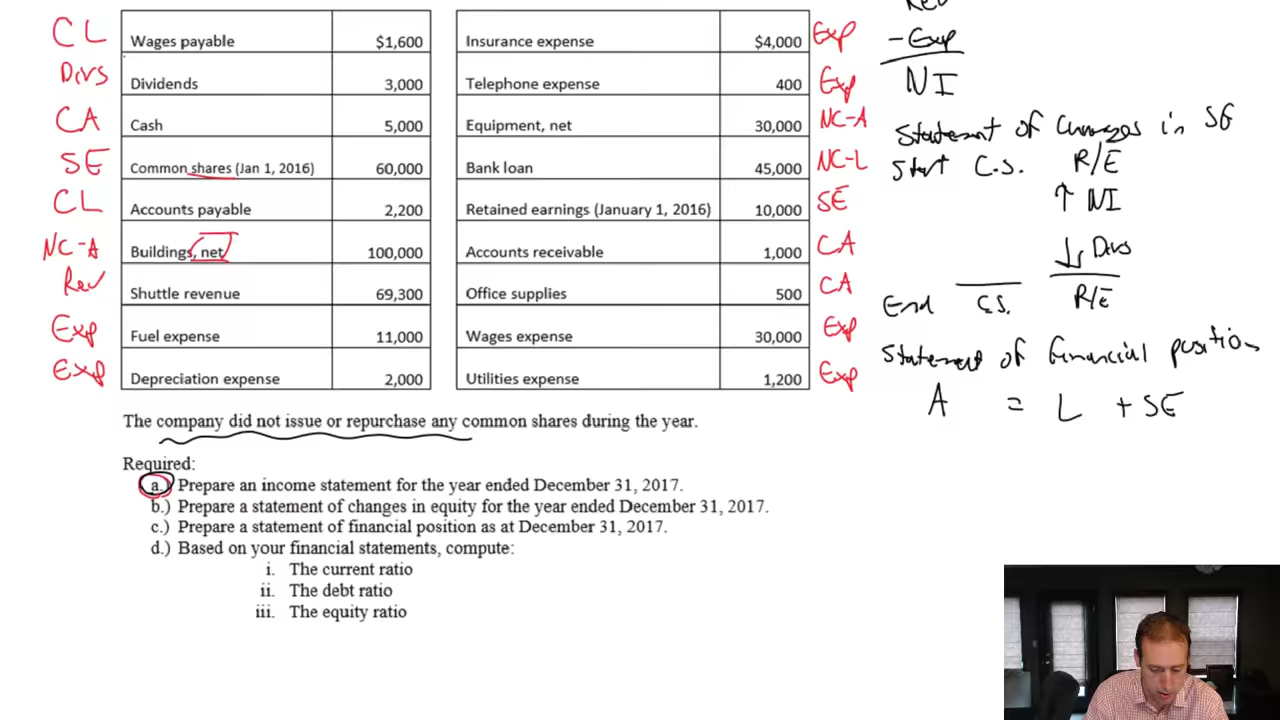 CL Wages payable $1,600 Insurance expense $4,000 Exp
Divs Dividends 3,000 Telephone expense 400 Exp
CA Cash 5,000 Equipment, net 30,000 NC-A
SE Common shares (Jan 1, 2016) 60,000 Bank loan 45,000 NC-L
CL Accounts payable 2,200 Retained earnings (January 1, 2016) 10,000 SE
NC-A Buildings, net 100,000 Accounts receivable 1,000 CA
Rev Shuttle revenue 69,300 Office supplies 500 CA
Exp Fuel expense 11,000 Wages expense 30,000 Exp
Exp Depreciation expense 2,000 Utilities expense 1,200 Exp
Rev
- Exp
NI
Statement of Changes in SE
Start C.S. R/E
↑ NI
↓ Divs
End C.S. R/E
Statement of financial position
A = L + SE
The company did not issue or repurchase any common shares during the year.
Required:
a.) Prepare an income statement for the year ended December 31, 2017.
b.) Prepare a statement of changes in equity for the year ended December 31, 2017.
c.) Prepare a statement of financial position as at December 31, 2017.
d.) Based on your financial statements, compute:
i. The current ratio
ii. The debt ratio
iii. The equity ratio